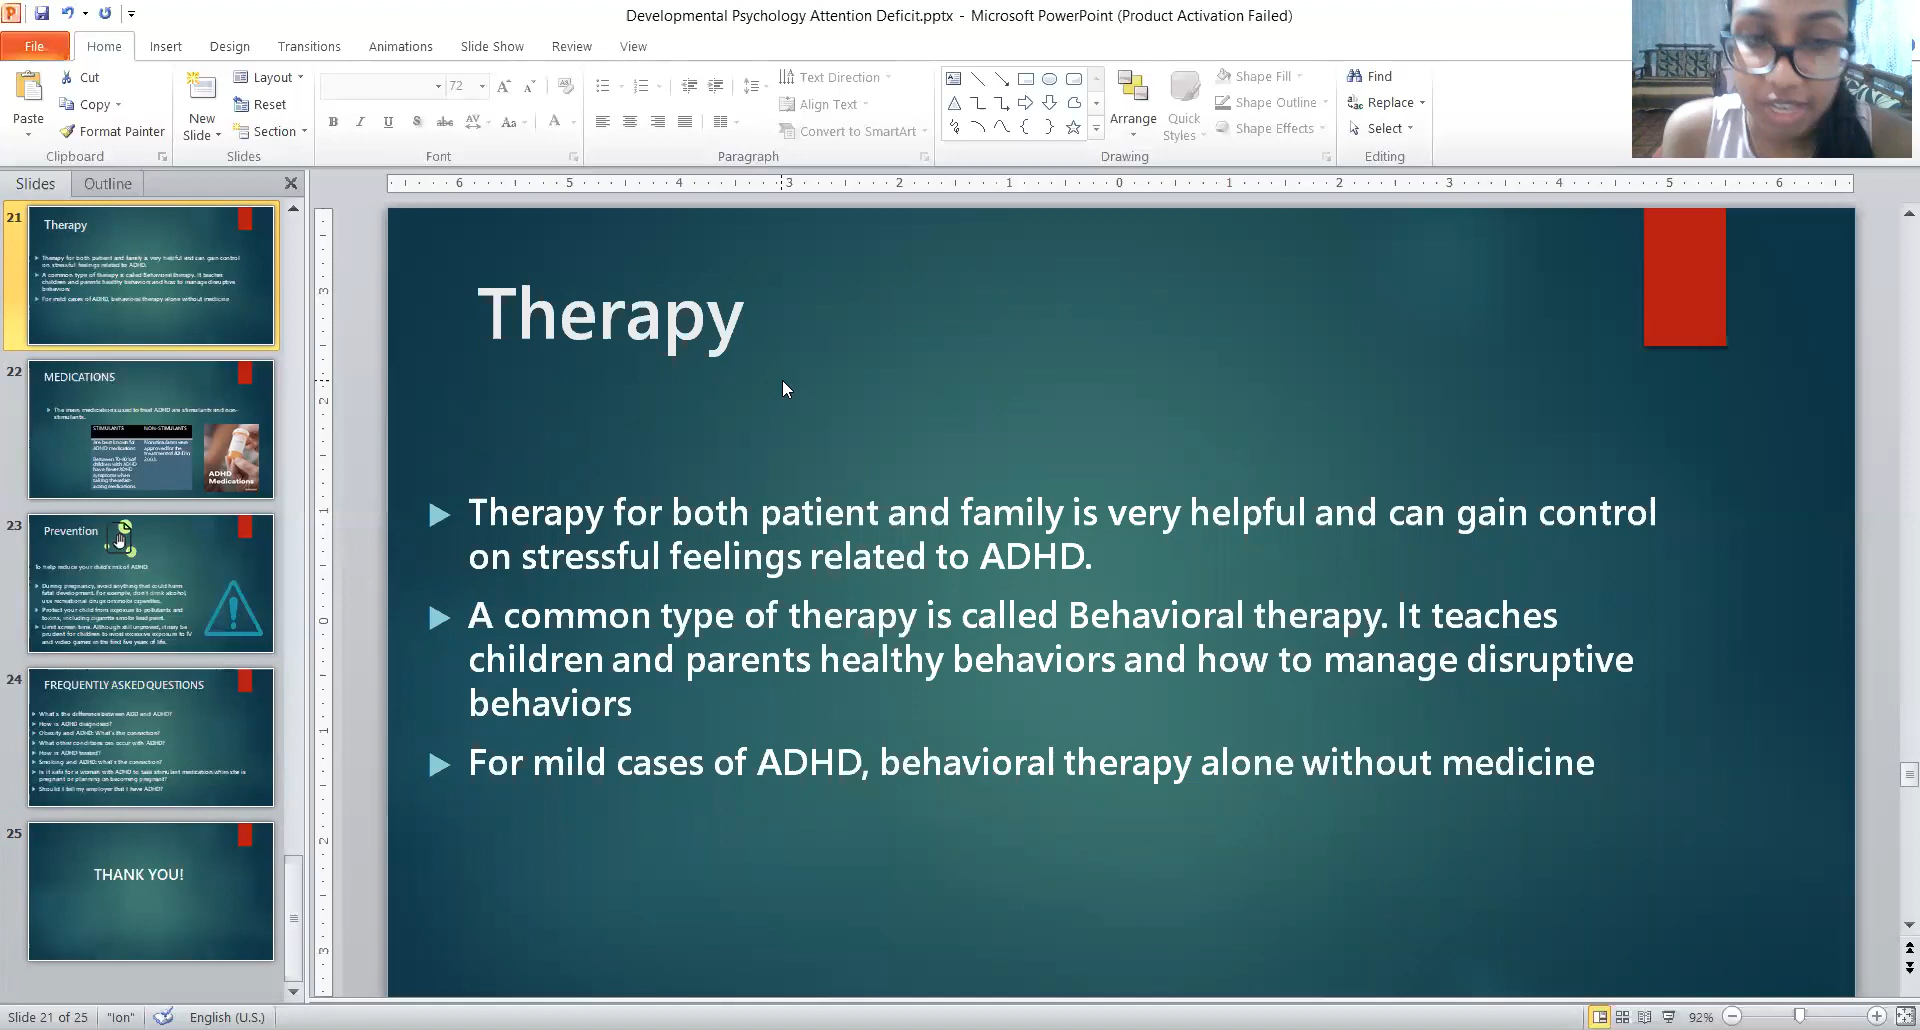 Developmental Psychology Attention Deficit.pptx - Microsoft PowerPoint (Product Activation Failed)
File Home Insert Design Transitions Animations Slide Show Review View
Cut
Copy
Format Painter
Paste
Clipboard
New
Slide
Layout
Reset
Section
Slides
72
Font
Text Direction
Align Text
Convert to SmartArt
Paragraph
Arrange
Quick
Styles
Shape Fill
Shape Outline
Shape Effects
Drawing
Find
Replace
Select
Editing
Slides Outline
21
Therapy
Therapy for both patient and family is very helpful and can gain control
on stressful feelings related to ADHD.
A common type of therapy is called Behavioral therapy. It teaches
children and parents healthy behaviors and how to manage disruptive
behaviors
For mild cases of ADHD, behavioral therapy alone without medicine
22
MEDICATIONS
The main medications used to treat ADHD are stimulants and non-
stimulants.
STIMULANTS NON-STIMULANTS
ADHD
Medications
23
Prevention
To help reduce your child's risk of ADHD:
During pregnancy, avoid anything that could harm
fetal development. For example, don't drink alcohol,
use recreational drugs or smoke cigarettes.
Protect your child from exposure to pollutants and
toxins, including cigarette smoke lead paint.
Limit screen time. Although still unproved, it may be
prudent for children to avoid excessive exposure to TV
and video games in the first five years of life.
24
FREQUENTLY ASKED QUESTIONS
What's the difference between ADD and ADHD?
How is ADHD diagnosed?
Obesity and ADHD: What's the connection?
What other conditions can occur with ADHD?
How is ADHD treated?
Smoking and ADHD: what's the connection?
Is it safe for a woman with ADHD to take stimulant medication when she is
pregnant or planning on becoming pregnant?
Should I tell my employer that I have ADHD?
25
THANK YOU!
6 5 4 3 2 1 0 1 2 3 4 5 6
Therapy
Therapy for both patient and family is very helpful and can gain control
on stressful feelings related to ADHD.
A common type of therapy is called Behavioral therapy. It teaches
children and parents healthy behaviors and how to manage disruptive
behaviors
For mild cases of ADHD, behavioral therapy alone without medicine
Slide 21 of 25 "Ion" English (U.S.) 92%